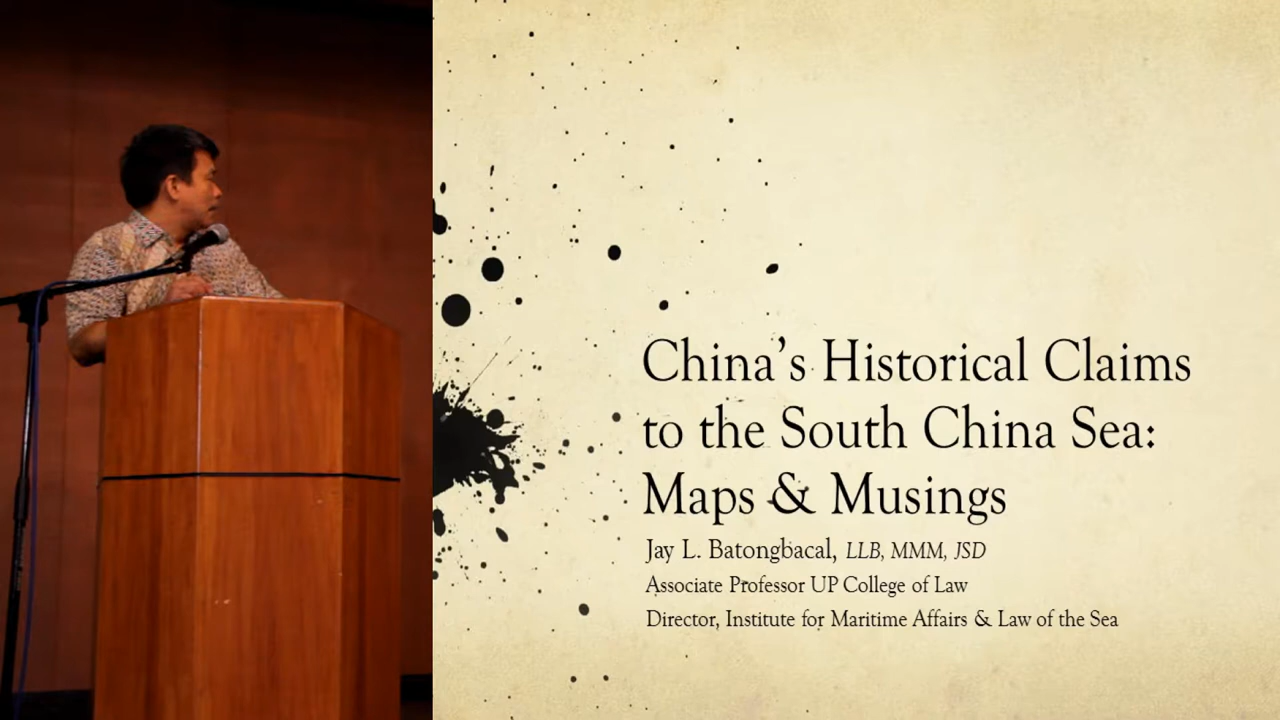 China's Historical Claims
to the South China Sea:
Maps & Musings
Jay L. Batongbacal, LLB, MMM, JSD
Associate Professor UP College of Law
Director, Institute for Maritime Affairs & Law of the Sea